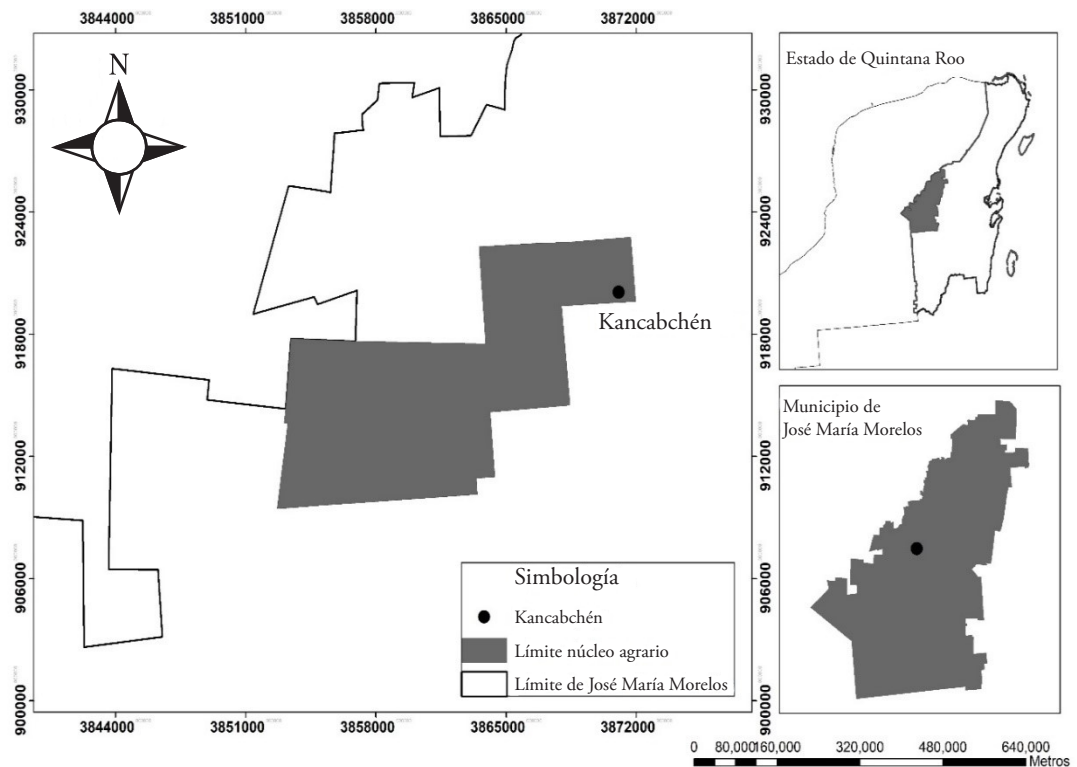 3844000 3851000 3858000 3865000 3872000
N
930000
924000
918000
912000
906000
900000
Kancabchén
Simbología
Kancabchén
Límite núcleo agrario
Límite de José María Morelos
3844000 3851000 3858000 3865000 3872000
930000
924000
918000
912000
906000
900000
Estado de Quintana Roo
Municipio de
José María Morelos
0 80,000160,000 320,000 480,000 640,000
Metros